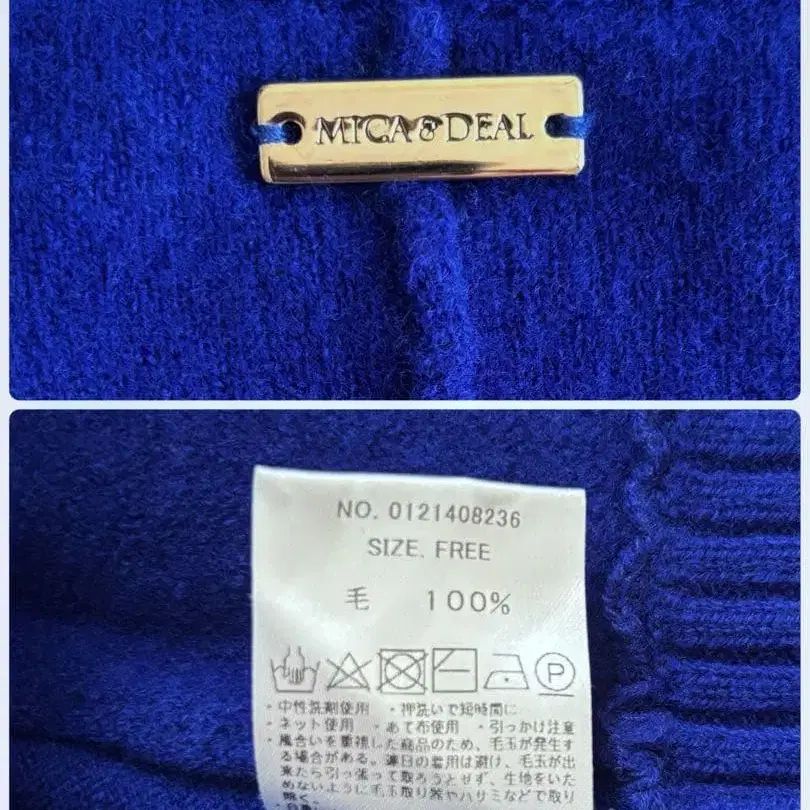 MICA&DEAL
NO. 0121408236
SIZE. FREE
毛 100%
P
・中性洗剤使用 ・押洗いで短時間に
・ネット使用 ・あて布使用 ・引っかけ注意
・風合いを重視した商品のため、毛玉が発生す
る場合がある。連日の着用は避け、毛玉が出
来たら引っ張って取ろうとせず、生地をいた
めないように毛玉取り器やハサミなどで取り
除く。